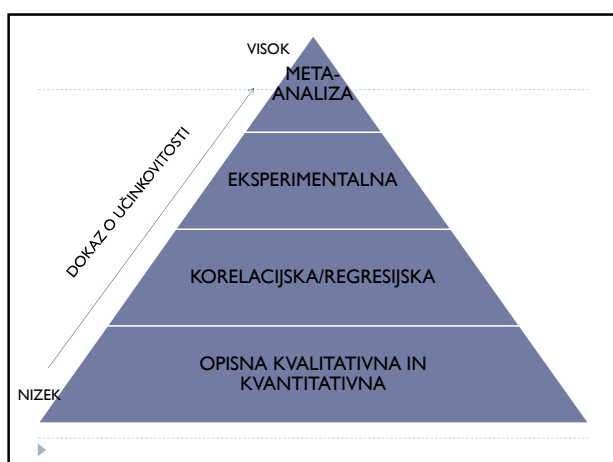 VISOK
META-
ANALIZA
DOKAZ O UČINKOVITOSTI
EKSPERIMENTALNA
KORELACIJSKA/REGRESIJSKA
OPISNA KVALITATIVNA IN
KVANTITATIVNA
NIZEK